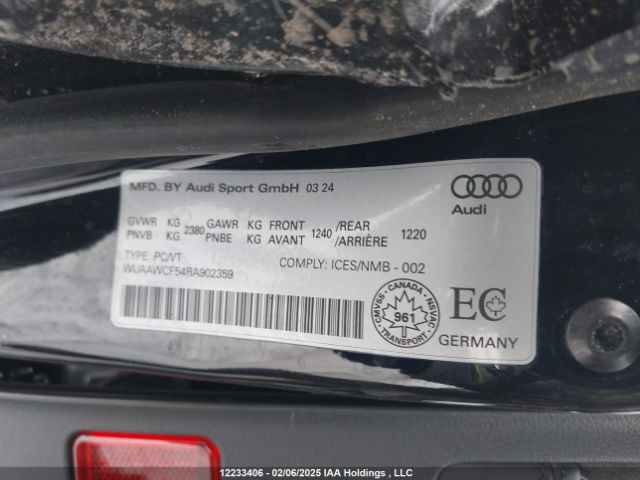 MFD. BY Audi Sport GmbH 03 24
Audi
GVWR KG 2380 GAWR KG FRONT 1240 /REAR 1220
PNVB KG PNBE KG AVANT /ARRIÈRE
TYPE: PC/VT
WUAAWCF54RA902359
COMPLY: ICES/NMB - 002
CMVSS - CANADA - NSVAC
961
TRANSPORT
EC
GERMANY
12233406 - 02/06/2025 IAA Holdings , LLC